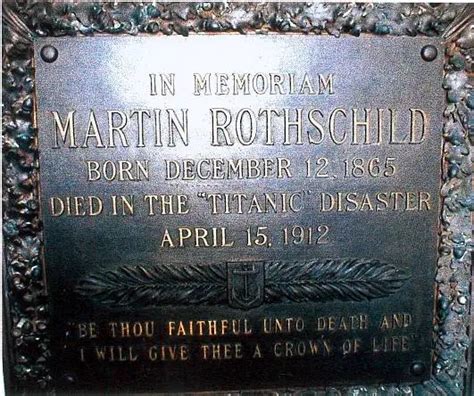 IN MEMORIAM
MARTIN ROTHSCHILD
BORN DECEMBER 12, 1865
DIED IN THE "TITANIC" DISASTER
APRIL 15, 1912
"BE THOU FAITHFUL UNTO DEATH AND
I WILL GIVE THEE A CROWN OF LIFE"